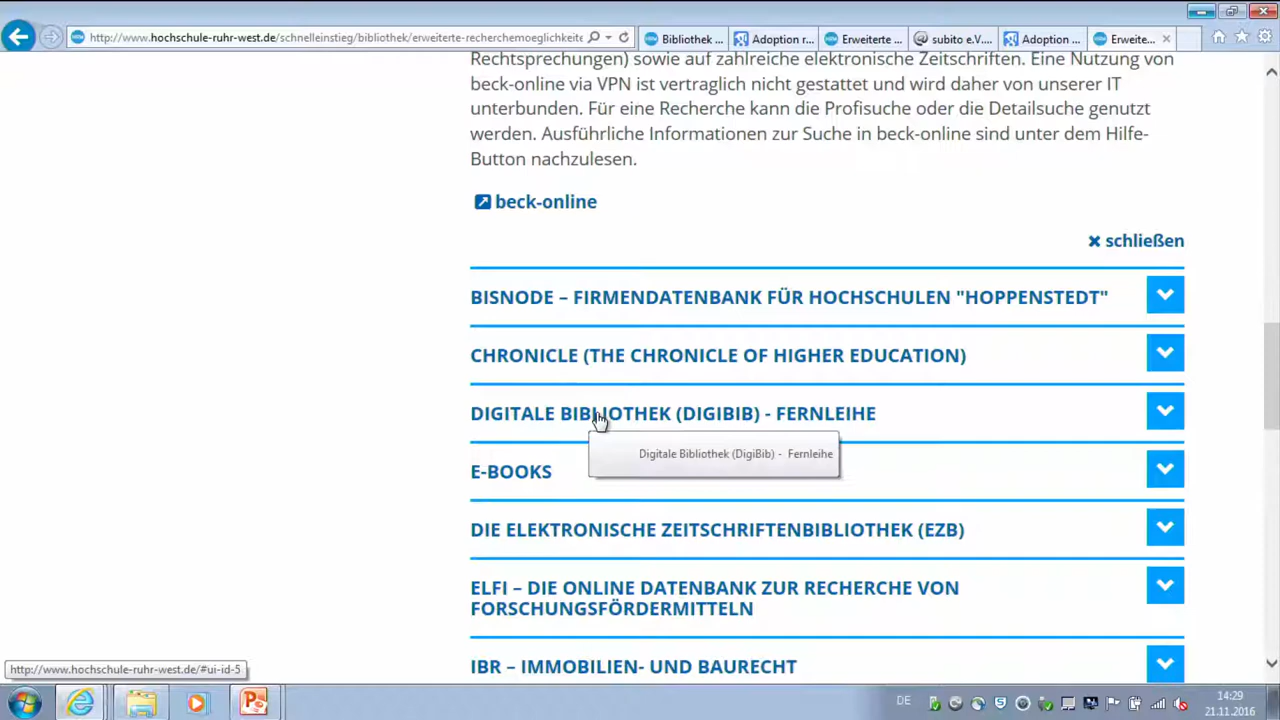 http://www.hochschule-ruhr-west.de/schnelleinstieg/bibliothek/erweiterte-recherchemoeglichkeite
Bibliothek ...
Adoption r...
Erweiterte ...
subito e.V....
Adoption ...
Erweite...
Rechtsprechungen) sowie auf zahlreiche elektronische Zeitschriften. Eine Nutzung von
beck-online via VPN ist vertraglich nicht gestattet und wird daher von unserer IT
unterbunden. Für eine Recherche kann die Profisuche oder die Detailsuche genutzt
werden. Ausführliche Informationen zur Suche in beck-online sind unter dem Hilfe-
Button nachzulesen.
beck-online
schließen
BISNODE – FIRMENDATENBANK FÜR HOCHSCHULEN "HOPPENSTEDT"
CHRONICLE (THE CHRONICLE OF HIGHER EDUCATION)
DIGITALE BIBLIOTHEK (DIGIBIB) - FERNLEIHE
Digitale Bibliothek (DigiBib) - Fernleihe
E-BOOKS
DIE ELEKTRONISCHE ZEITSCHRIFTENBIBLIOTHEK (EZB)
ELFI – DIE ONLINE DATENBANK ZUR RECHERCHE VON
FORSCHUNGSFÖRDERMITTELN
IBR – IMMOBILIEN- UND BAURECHT
http://www.hochschule-ruhr-west.de/#ui-id-5
DE
14:29
21.11.2016